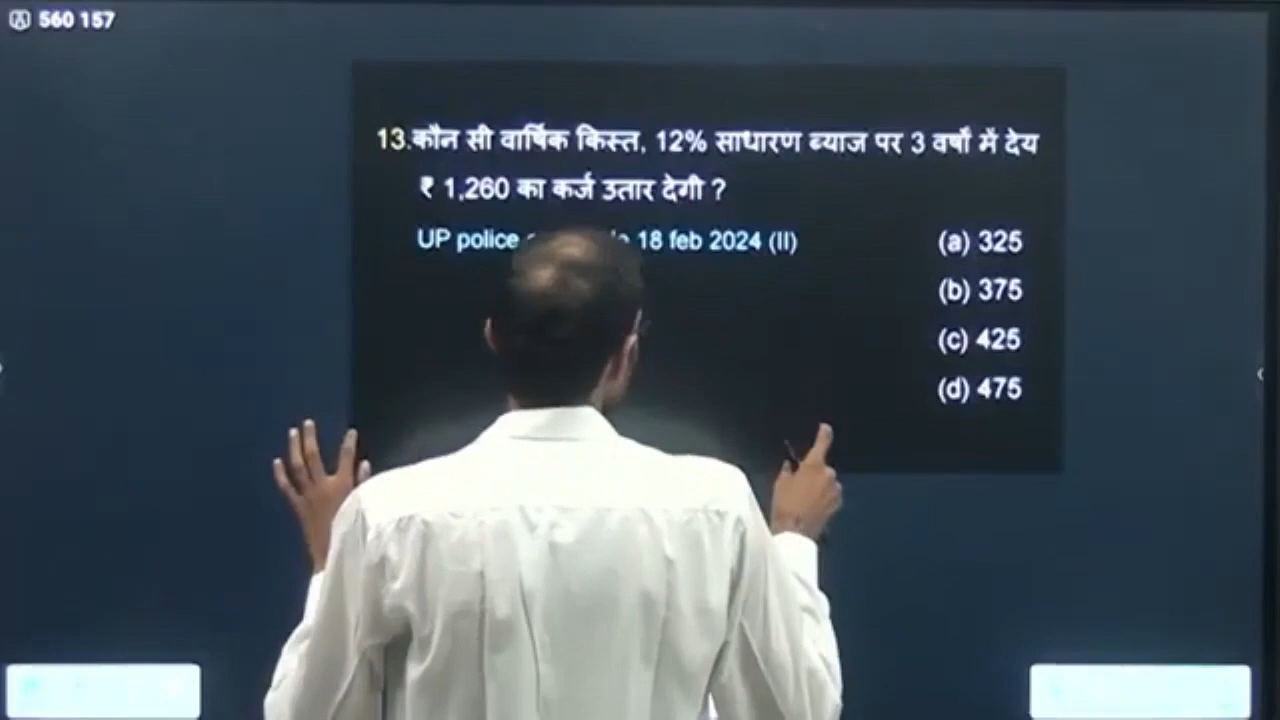 560 157
13.कौन सी वार्षिक किस्त, 12% साधारण ब्याज पर 3 वर्षों में देय
₹ 1,260 का कर्ज उतार देगी ?
UP police 18 feb 2024 (II)
(a) 325
(b) 375
(c) 425
(d) 475